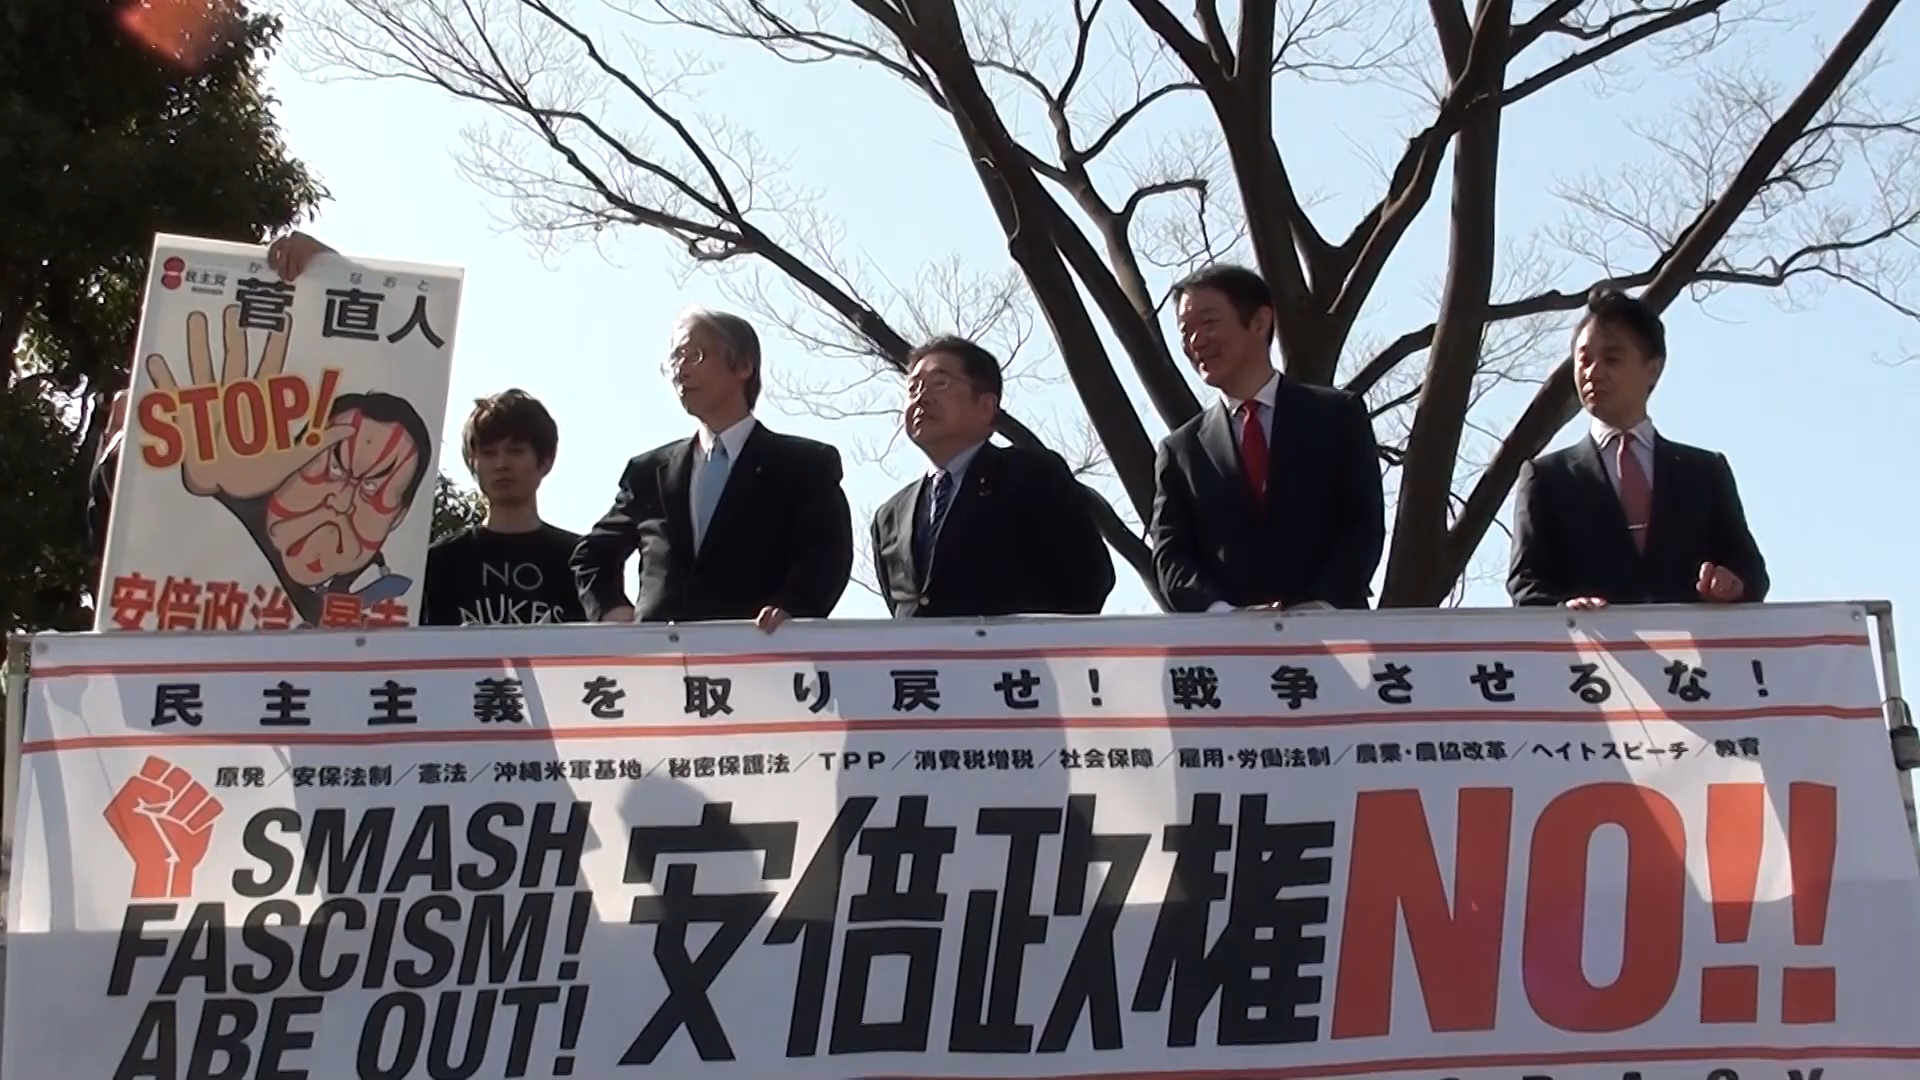 民主党
なおと
菅 直人
STOP!
安倍政治
NO
NUKES
民主主義を取り戻せ!戦争させるな!
原発／安保法制／憲法／沖縄米軍基地／秘密保護法／TPP／消費税増税／社会保障／雇用・労働法制／農業・農協改革／ヘイトスピーチ／教育
SMASH
FASCISM!
ABE OUT!
安倍政権NO!!